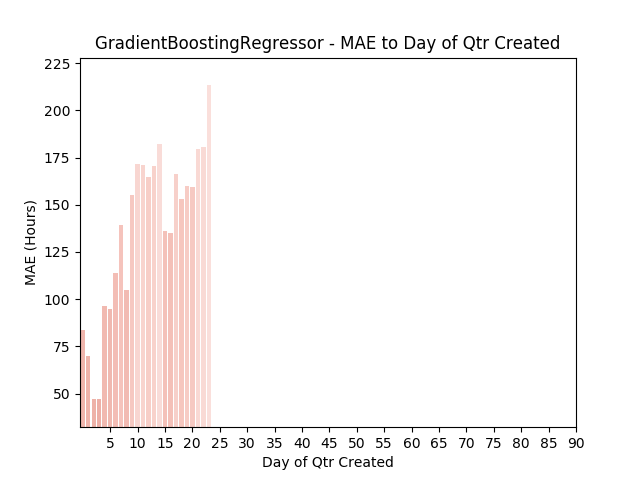 GradientBoostingRegressor - MAE to Day of Qtr Created
225
200
175
150
125
100
75
50
MAE (Hours)
5 10 15 20 25 30 35 40 45 50 55 60 65 70 75 80 85 90
Day of Qtr Created